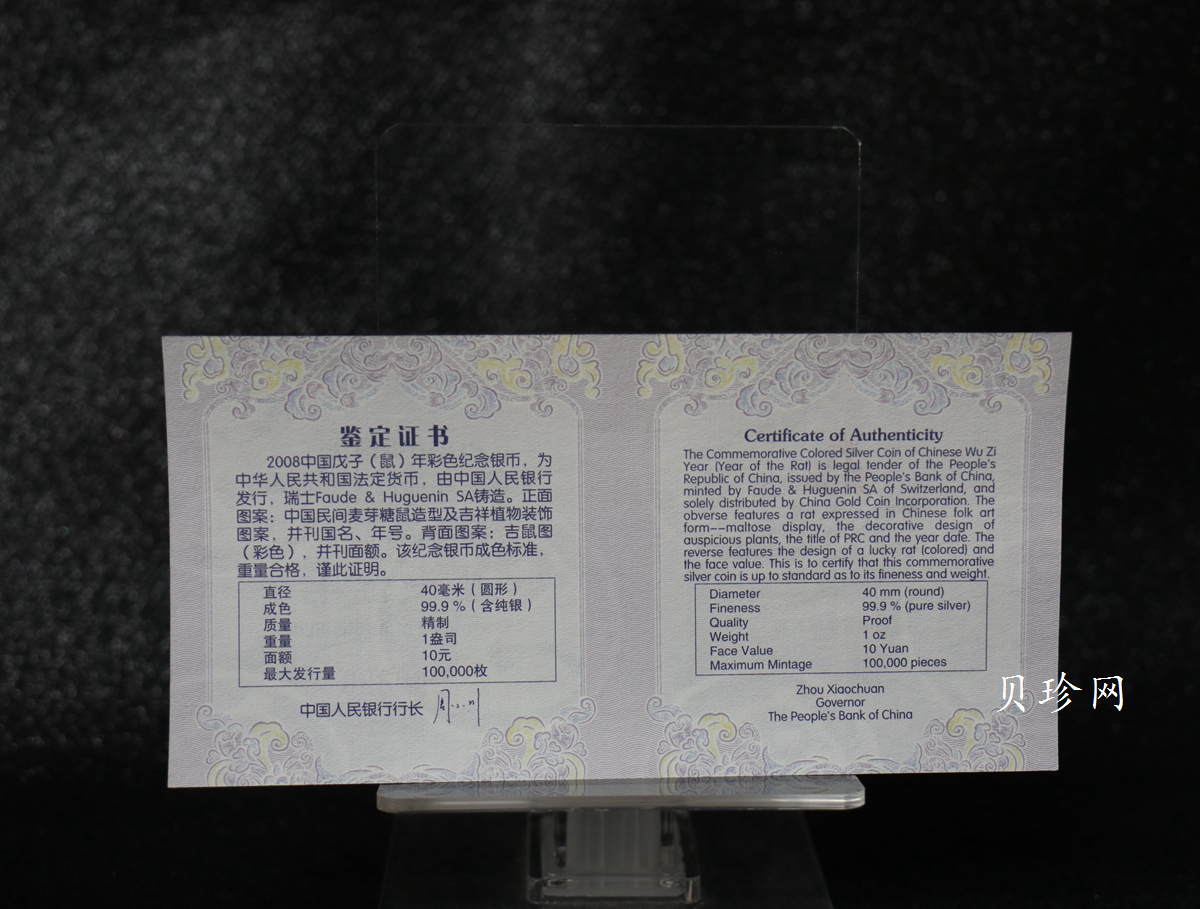 鉴定证书
2008中国戊子（鼠）年彩色纪念银币，为
中华人民共和国法定货币，由中国人民银行
发行，瑞士Faude & Huguenin SA铸造。正面
图案：中国民间麦芽糖鼠造型及吉祥植物装饰
图案，并刊国名、年号。背面图案：吉鼠图
（彩色），并刊面额。该纪念银币成色标准，
重量合格，谨此证明。
直径 40毫米（圆形）
成色 99.9 %（含纯银）
质量 精制
重量 1盎司
面额 10元
最大发行量 100,000枚
中国人民银行行长 周小川
Certificate of Authenticity
The Commemorative Colored Silver Coin of Chinese Wu Zi
Year (Year of the Rat) is legal tender of the People's
Republic of China, issued by the People's Bank of China,
minted by Faude & Huguenin SA of Switzerland, and
solely distributed by China Gold Coin Incorporation. The
obverse features a rat expressed in Chinese folk art
form--maltose display, the decorative design of
auspicious plants, the title of PRC and the year date. The
reverse features the design of a lucky rat (colored) and
the face value. This is to certify that this commemorative
silver coin is up to standard as to its fineness and weight.
Diameter 40 mm (round)
Fineness 99.9 % (pure silver)
Quality Proof
Weight 1 oz
Face Value 10 Yuan
Maximum Mintage 100,000 pieces
Zhou Xiaochuan
Governor
The People's Bank of China
贝珍网